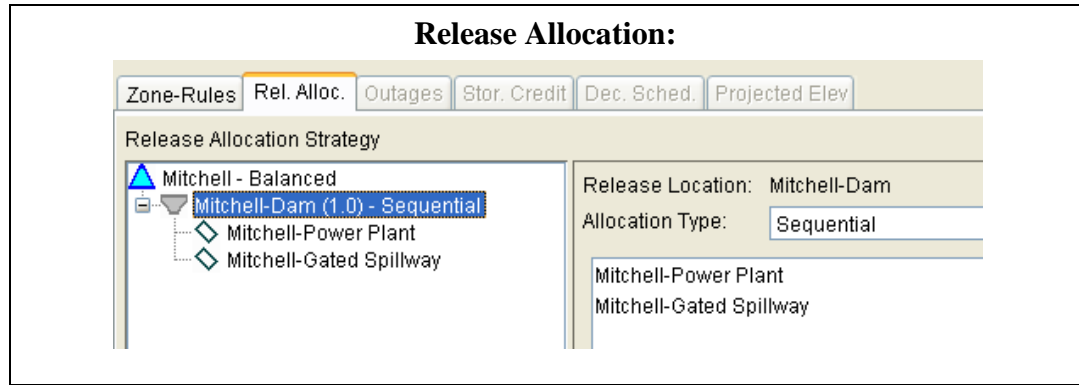 Release Allocation:
Zone-Rules Rel. Alloc. Outages Stor. Credit Dec. Sched. Projected Elev
Release Allocation Strategy
Mitchell - Balanced
Mitchell-Dam (1.0) - Sequential
Mitchell-Power Plant
Mitchell-Gated Spillway
Release Location: Mitchell-Dam
Allocation Type: Sequential
Mitchell-Power Plant
Mitchell-Gated Spillway